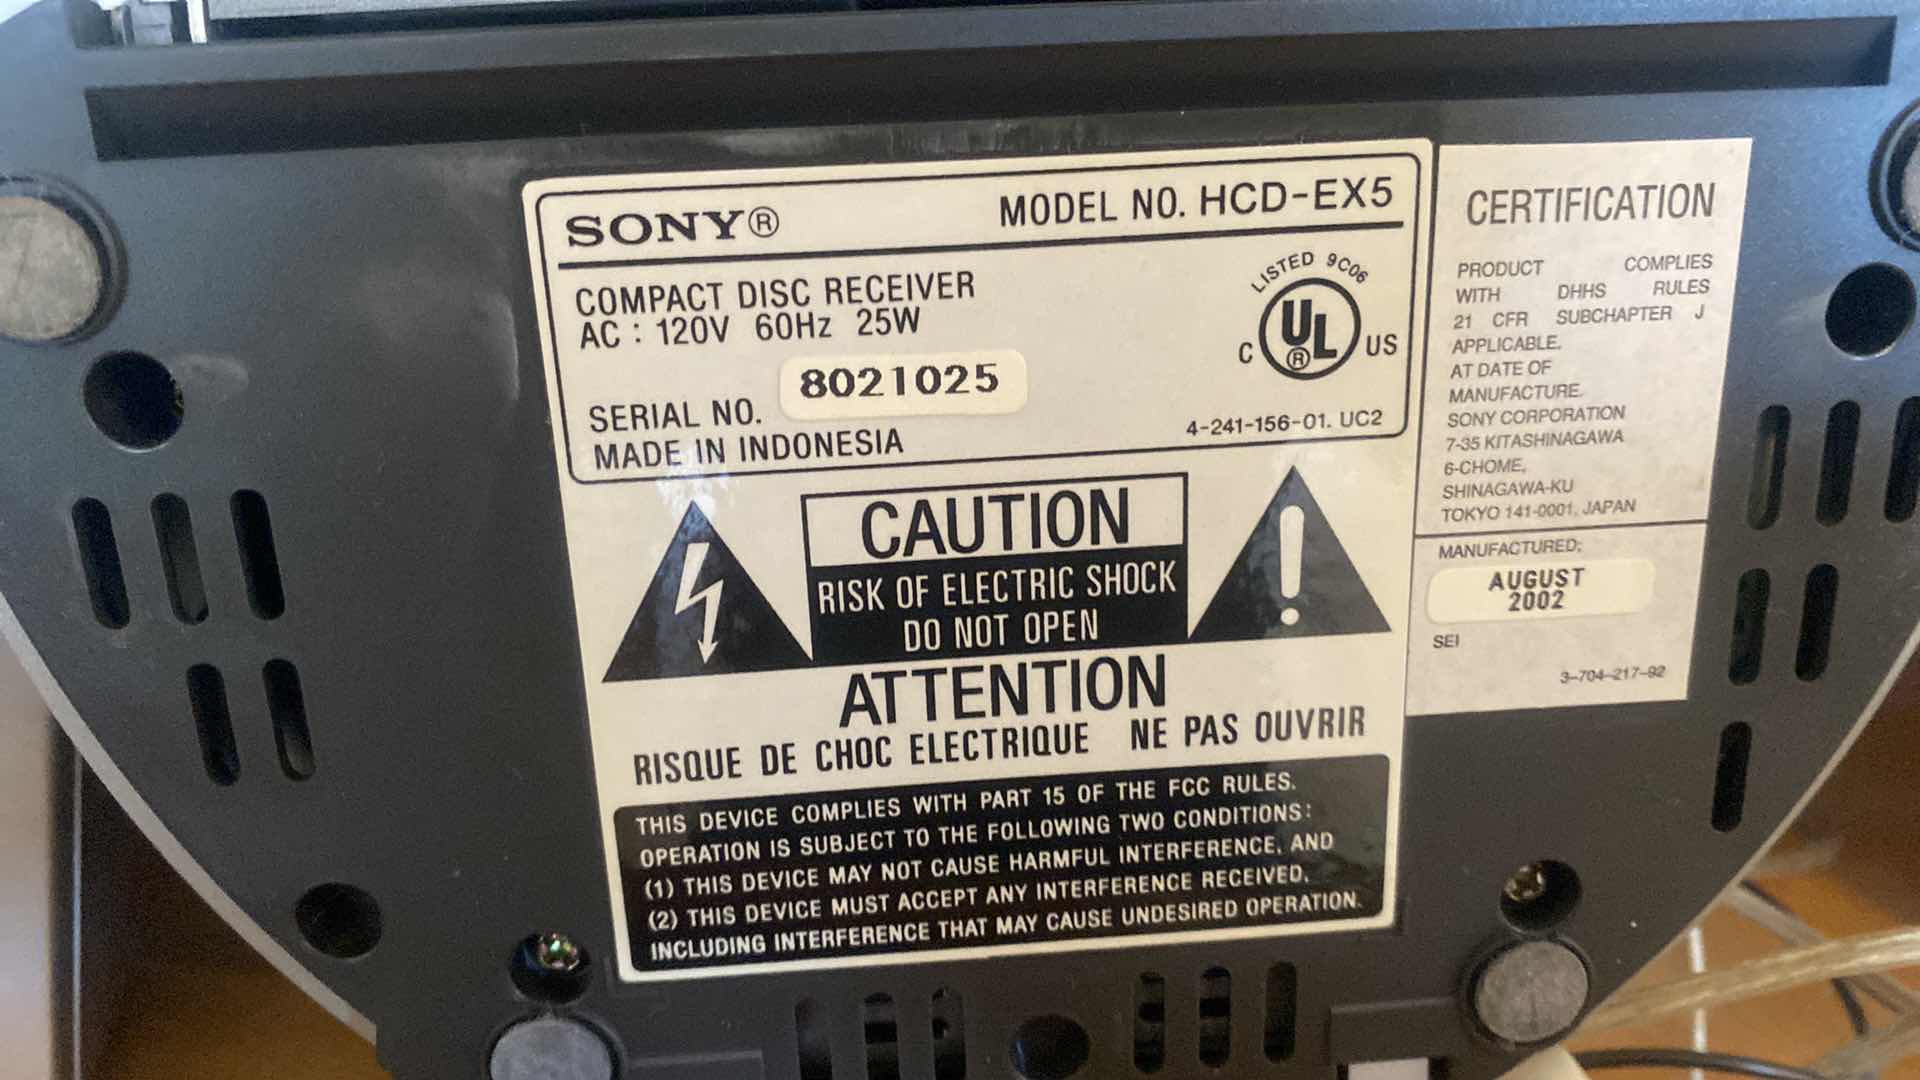 SONY® MODEL NO. HCD-EX5
COMPACT DISC RECEIVER
AC : 120V 60Hz 25W
LISTED 9C06
C UL® US
SERIAL NO. 8021025
MADE IN INDONESIA
4-241-156-01. UC2
CAUTION
RISK OF ELECTRIC SHOCK
DO NOT OPEN
ATTENTION
RISQUE DE CHOC ELECTRIQUE NE PAS OUVRIR
THIS DEVICE COMPLIES WITH PART 15 OF THE FCC RULES.
OPERATION IS SUBJECT TO THE FOLLOWING TWO CONDITIONS:
(1) THIS DEVICE MAY NOT CAUSE HARMFUL INTERFERENCE, AND
(2) THIS DEVICE MUST ACCEPT ANY INTERFERENCE RECEIVED,
INCLUDING INTERFERENCE THAT MAY CAUSE UNDESIRED OPERATION.
CERTIFICATION
PRODUCT COMPLIES
WITH DHHS RULES
21 CFR SUBCHAPTER J
APPLICABLE.
AT DATE OF
MANUFACTURE.
SONY CORPORATION
7-35 KITASHINAGAWA
6-CHOME,
SHINAGAWA-KU
TOKYO 141-0001, JAPAN
MANUFACTURED:
AUGUST
2002
SEI
3-704-217-92